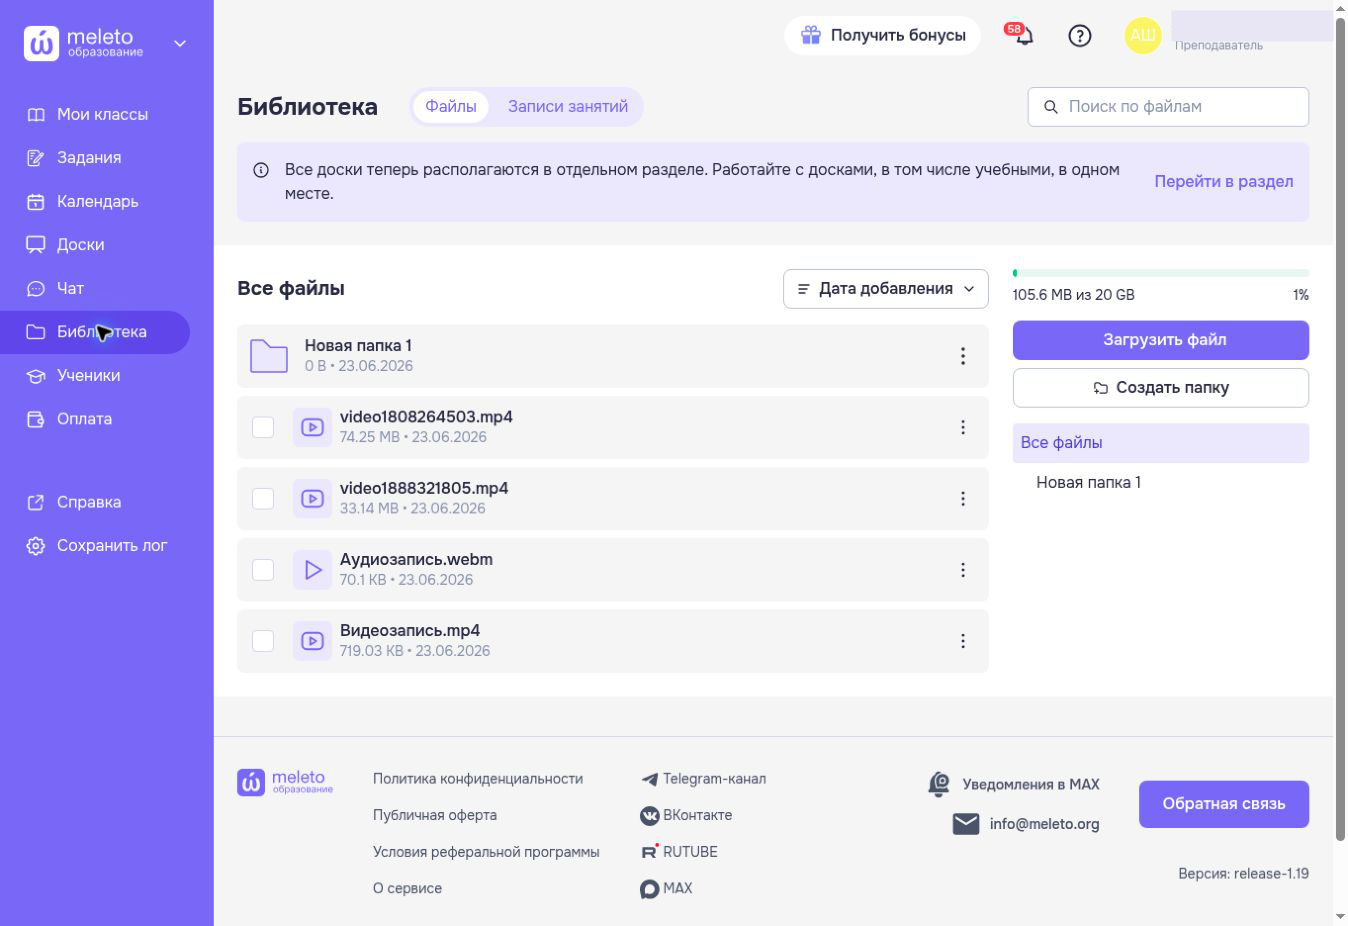 meleto
образование
Мои классы
Задания
Календарь
Доски
Чат
Библиотека
Ученики
Оплата
Справка
Сохранить лог
Получить бонусы
58
АШ
Преподаватель
Библиотека
Файлы
Записи занятий
Поиск по файлам
Все доски теперь располагаются в отдельном разделе. Работайте с досками, в том числе учебными, в одном
месте.
Перейти в раздел
Все файлы
Дата добавления
Новая папка 1
0 B • 23.06.2026
video1808264503.mp4
74.25 MB • 23.06.2026
video1888321805.mp4
33.14 MB • 23.06.2026
Аудиозапись.webm
70.1 KB • 23.06.2026
Видеозапись.mp4
719.03 KB • 23.06.2026
105.6 MB из 20 GB
1%
Загрузить файл
Создать папку
Все файлы
Новая папка 1
meleto
образование
Политика конфиденциальности
Публичная оферта
Условия реферальной программы
О сервисе
Telegram-канал
ВКонтакте
RUTUBE
MAX
Уведомления в MAX
info@meleto.org
Обратная связь
Версия: release-1.19